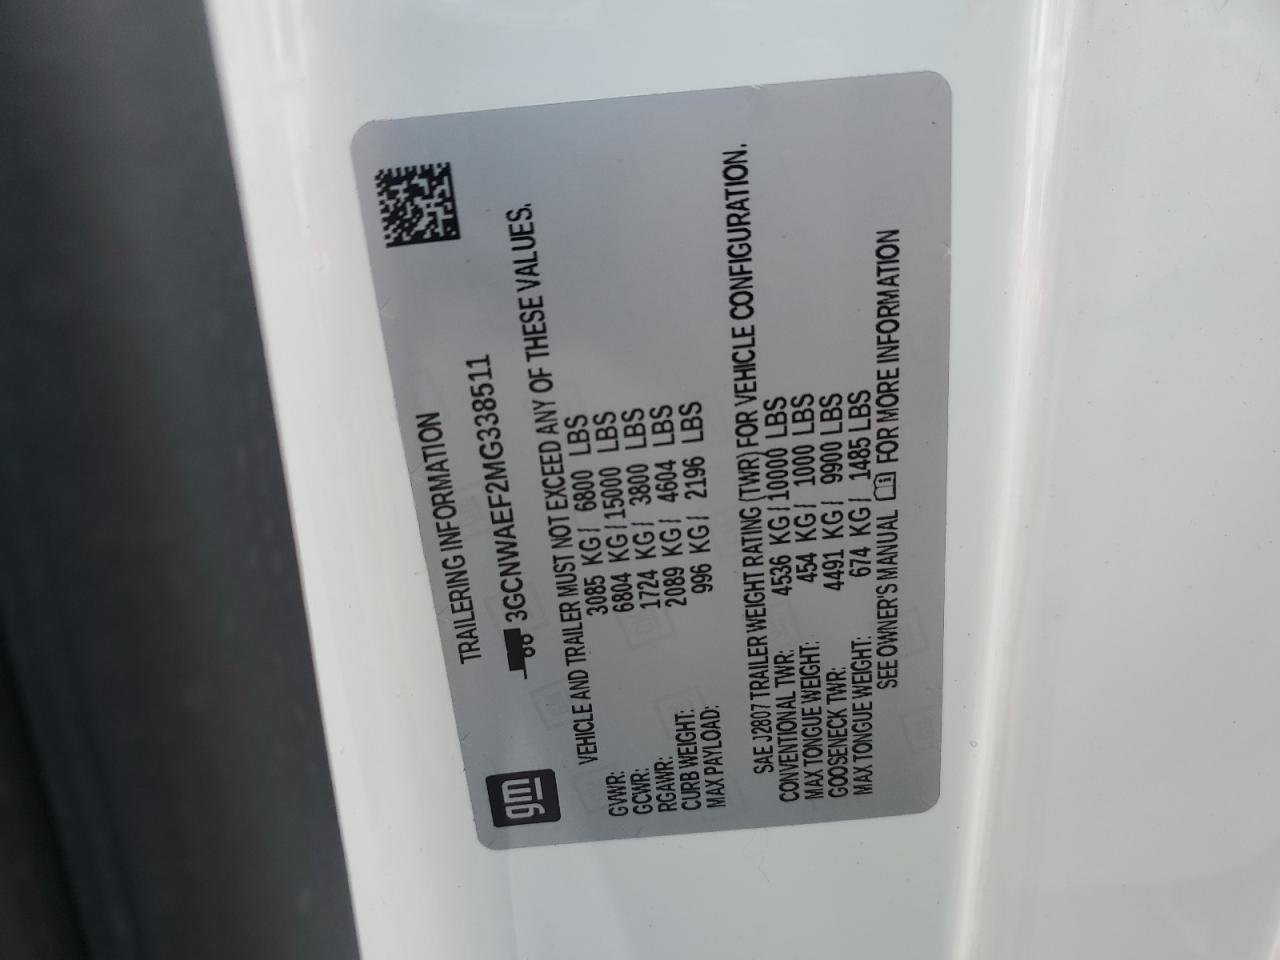 gm
TRAILERING INFORMATION
3GCNWAEF2MG338511
VEHICLE AND TRAILER MUST NOT EXCEED ANY OF THESE VALUES.
GVWR: 3085 KG/ 6800 LBS
GCWR: 6804 KG/15000 LBS
RGAWR: 1724 KG/ 3800 LBS
CURB WEIGHT: 2089 KG/ 4604 LBS
MAX PAYLOAD: 996 KG/ 2196 LBS
SAE J2807 TRAILER WEIGHT RATING (TWR) FOR VEHICLE CONFIGURATION.
CONVENTIONAL TWR: 4536 KG/10000 LBS
MAX TONGUE WEIGHT: 454 KG/ 1000 LBS
GOOSENECK TWR: 4491 KG/ 9900 LBS
MAX TONGUE WEIGHT: 674 KG/ 1485 LBS
SEE OWNER'S MANUAL FOR MORE INFORMATION